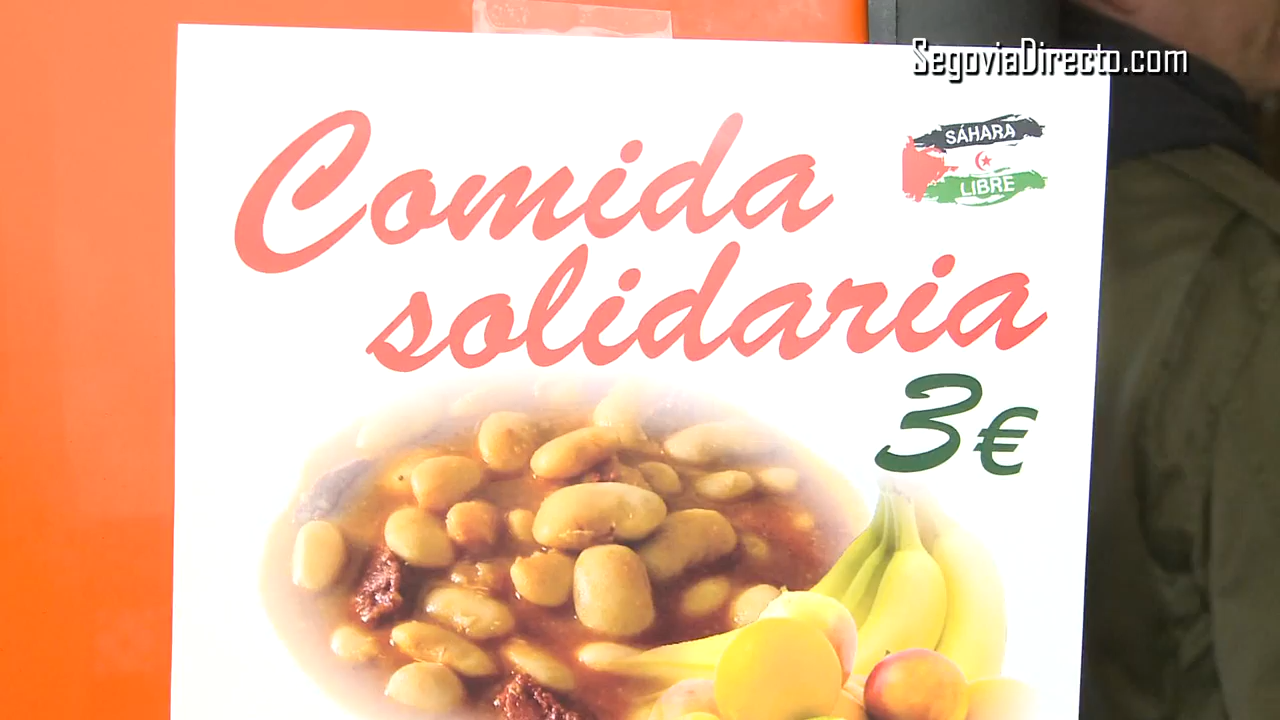 SegoviaDirecto.com
SÁHARA
LIBRE
Comida
solidaria
3€